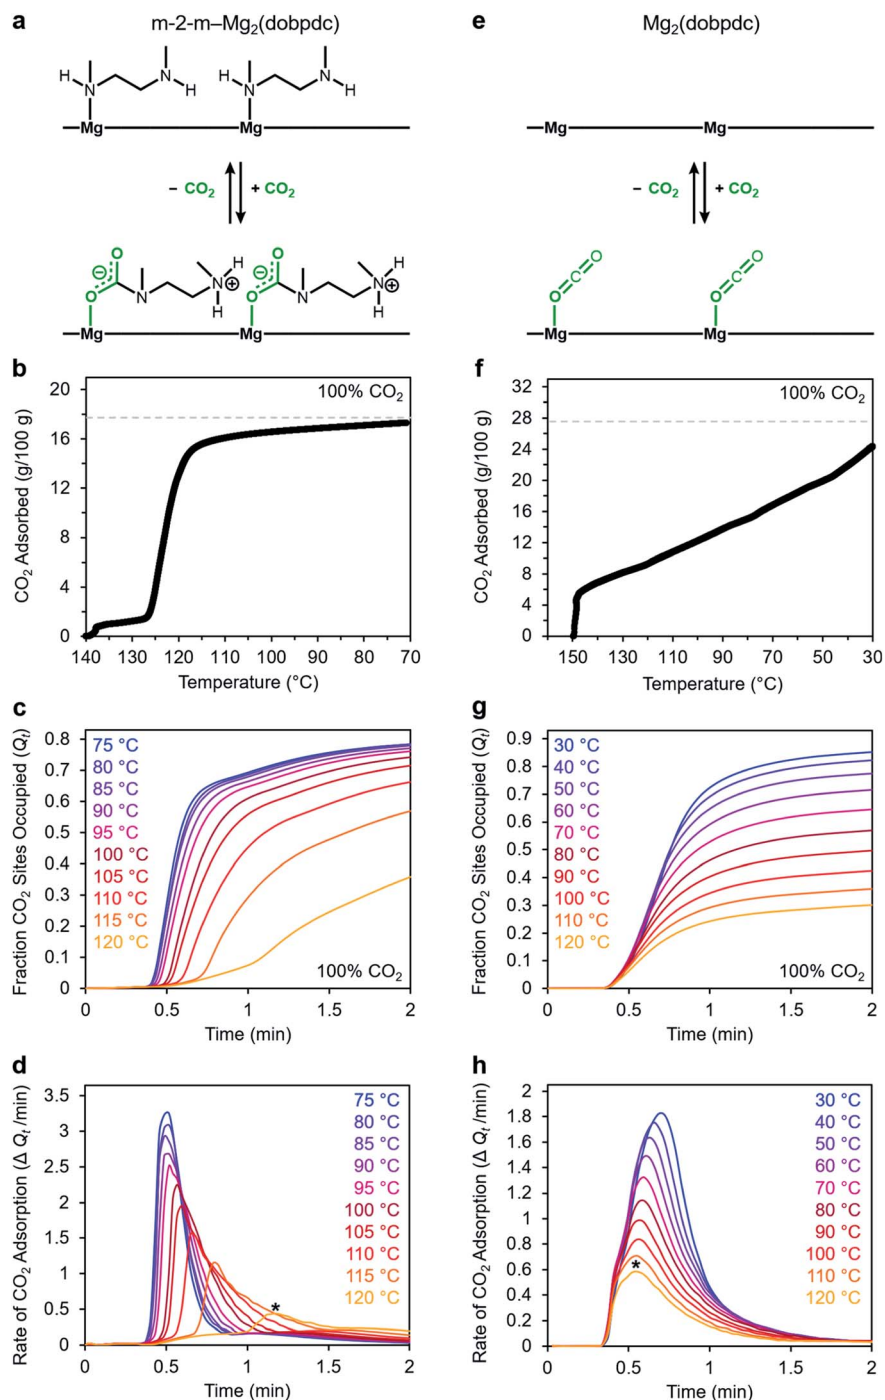 a
m-2-m–Mg₂(dobpdc)
H
N
N
H
H
N
N
H
Mg
Mg
– CO₂
+ CO₂
O
⊖
O
N
N
H
⊕
H
O
⊖
O
N
N
H
⊕
H
Mg
Mg
b
100% CO₂
CO₂ Adsorbed (g/100 g)
20
16
12
8
4
0
140 130 120 110 100 90 80 70
Temperature (°C)
c
Fraction CO₂ Sites Occupied (Qₜ)
0.8
0.7
0.6
0.5
0.4
0.3
0.2
0.1
0
75 °C
80 °C
85 °C
90 °C
95 °C
100 °C
105 °C
110 °C
115 °C
120 °C
100% CO₂
0 0.5 1 1.5 2
Time (min)
d
Rate of CO₂ Adsorption (Δ Qₜ /min)
3.5
3
2.5
2
1.5
1
0.5
0
75 °C
80 °C
85 °C
90 °C
95 °C
100 °C
105 °C
110 °C
115 °C
120 °C
*
0 0.5 1 1.5 2
Time (min)
e
Mg₂(dobpdc)
Mg
Mg
– CO₂
+ CO₂
O
C
O
O
C
O
Mg
Mg
f
100% CO₂
CO₂ Adsorbed (g/100 g)
32
28
24
20
16
12
8
4
0
150 130 110 90 70 50 30
Temperature (°C)
g
Fraction CO₂ Sites Occupied (Qₜ)
0.9
0.8
0.7
0.6
0.5
0.4
0.3
0.2
0.1
0
30 °C
40 °C
50 °C
60 °C
70 °C
80 °C
90 °C
100 °C
110 °C
120 °C
100% CO₂
0 0.5 1 1.5 2
Time (min)
h
Rate of CO₂ Adsorption (Δ Qₜ /min)
2
1.8
1.6
1.4
1.2
1
0.8
0.6
0.4
0.2
0
30 °C
40 °C
50 °C
60 °C
70 °C
80 °C
90 °C
100 °C
110 °C
120 °C
*
0 0.5 1 1.5 2
Time (min)